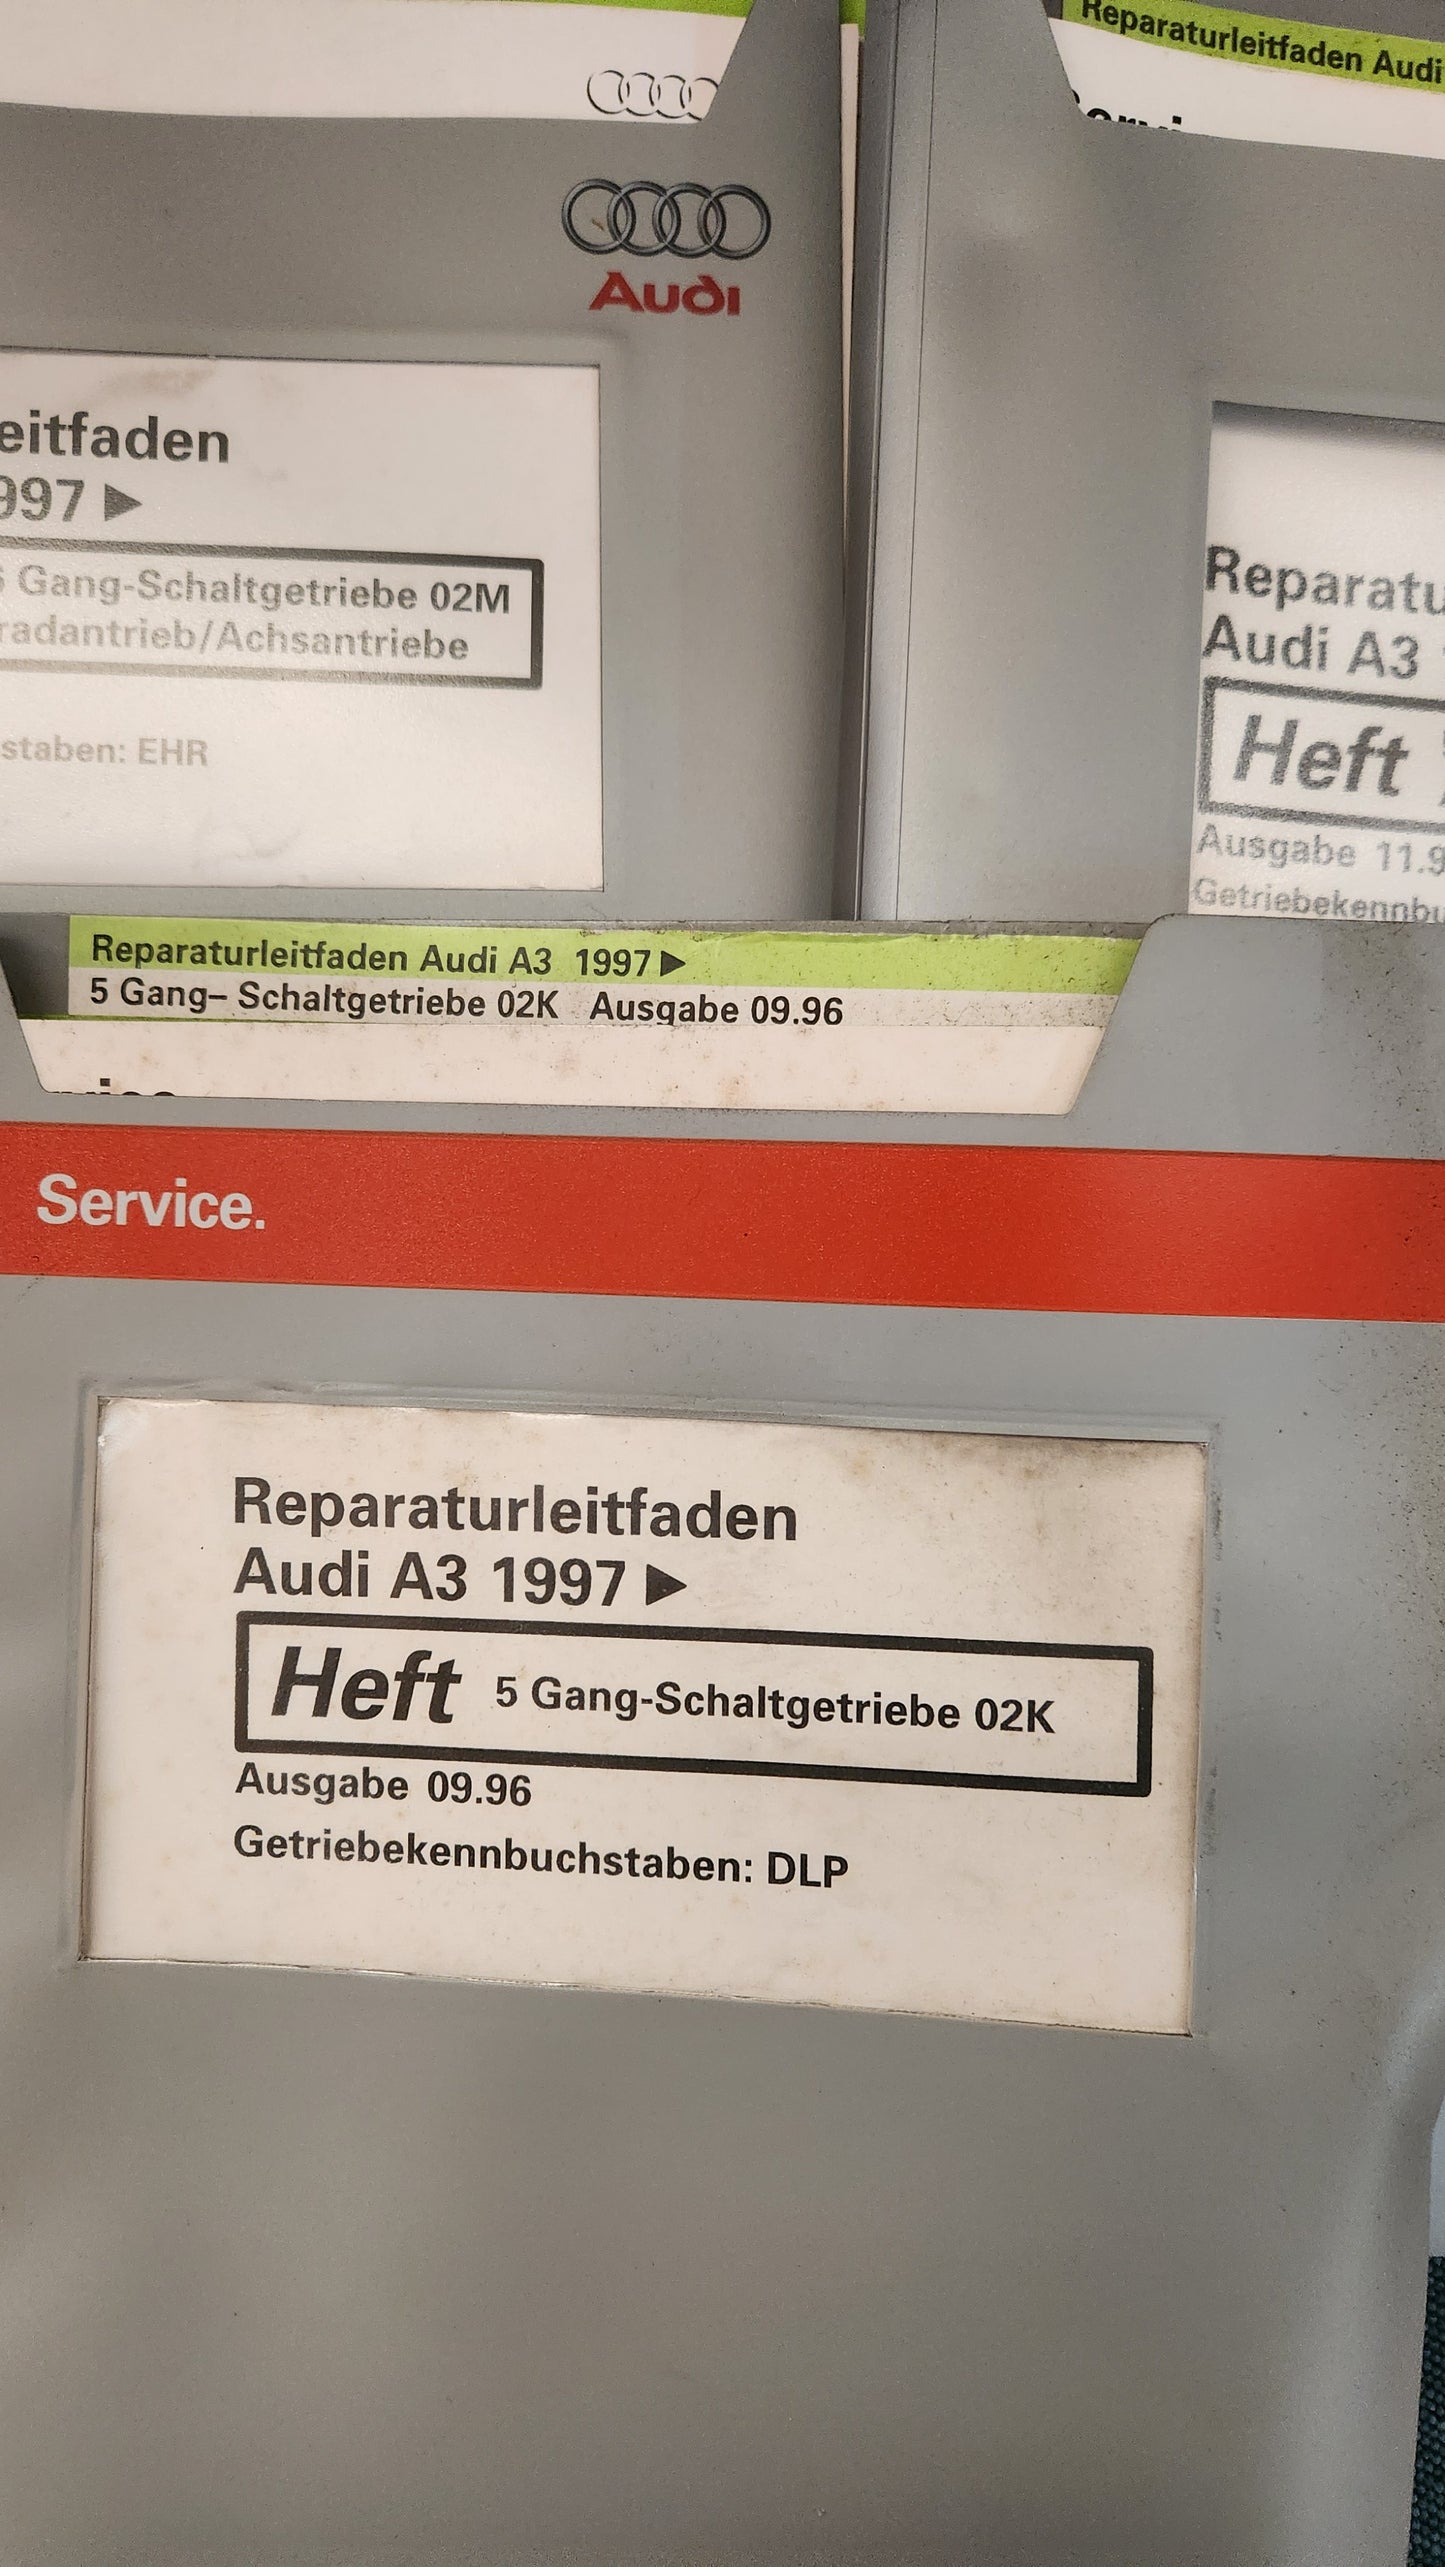 Audi
eitfaden
997 ▶
Gang-Schaltgetriebe 02M
radantrieb/Achsantriebe
staben: EHR
Reparaturleitfaden Audi
Reparatu
Audi A3
Heft
Ausgabe 11.9
Getriebekennbu
Reparaturleitfaden Audi A3 1997 ▶
5 Gang– Schaltgetriebe 02K Ausgabe 09.96
Service.
Reparaturleitfaden
Audi A3 1997 ▶
Heft 5 Gang-Schaltgetriebe 02K
Ausgabe 09.96
Getriebekennbuchstaben: DLP